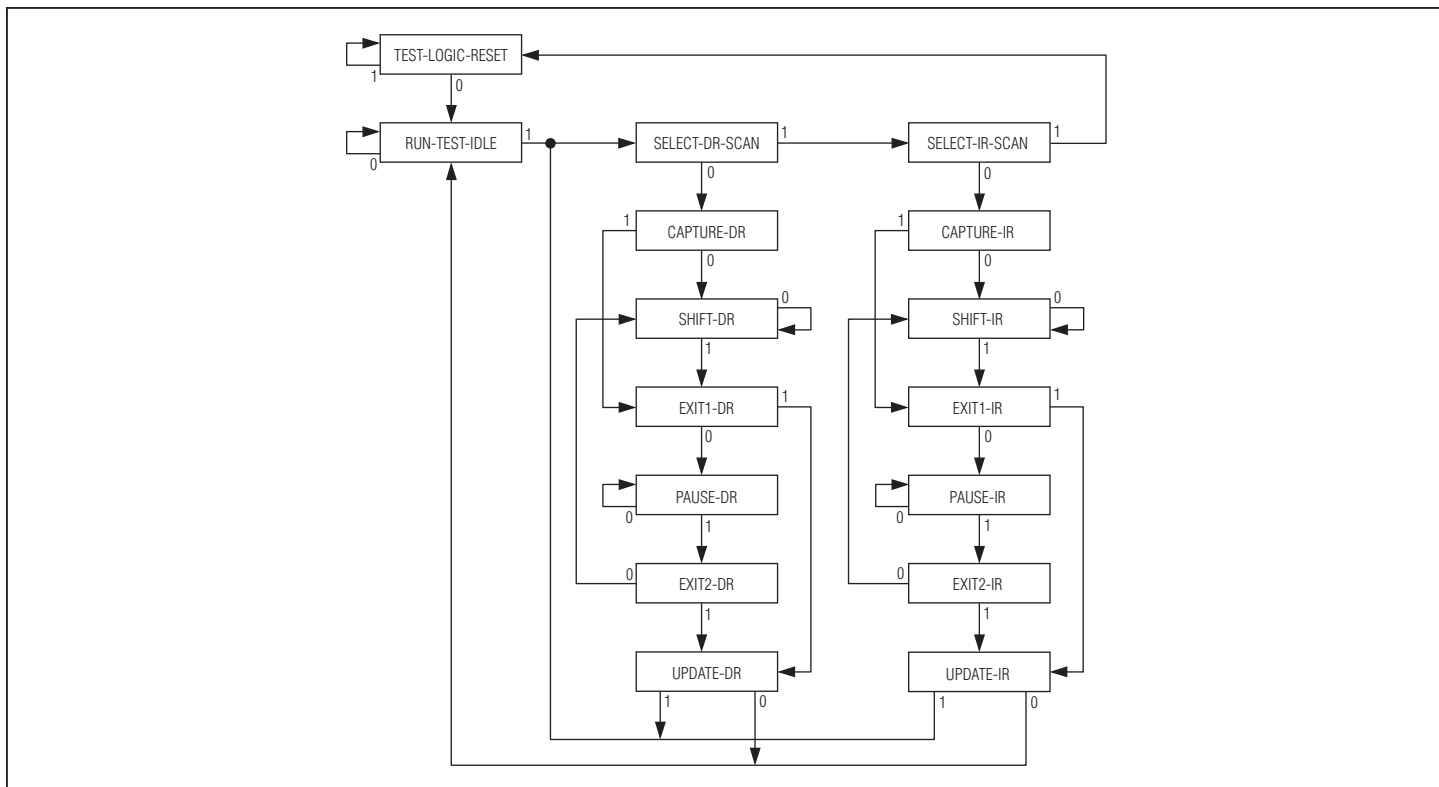 TEST-LOGIC-RESET
1
0
RUN-TEST-IDLE
1
0
SELECT-DR-SCAN
1
0
SELECT-IR-SCAN
1
0
1
CAPTURE-DR
0
1
CAPTURE-IR
0
SHIFT-DR
0
1
SHIFT-IR
0
1
EXIT1-DR
1
0
EXIT1-IR
1
0
PAUSE-DR
0
1
PAUSE-IR
0
1
0
EXIT2-DR
1
0
EXIT2-IR
1
UPDATE-DR
1
0
UPDATE-IR
1
0